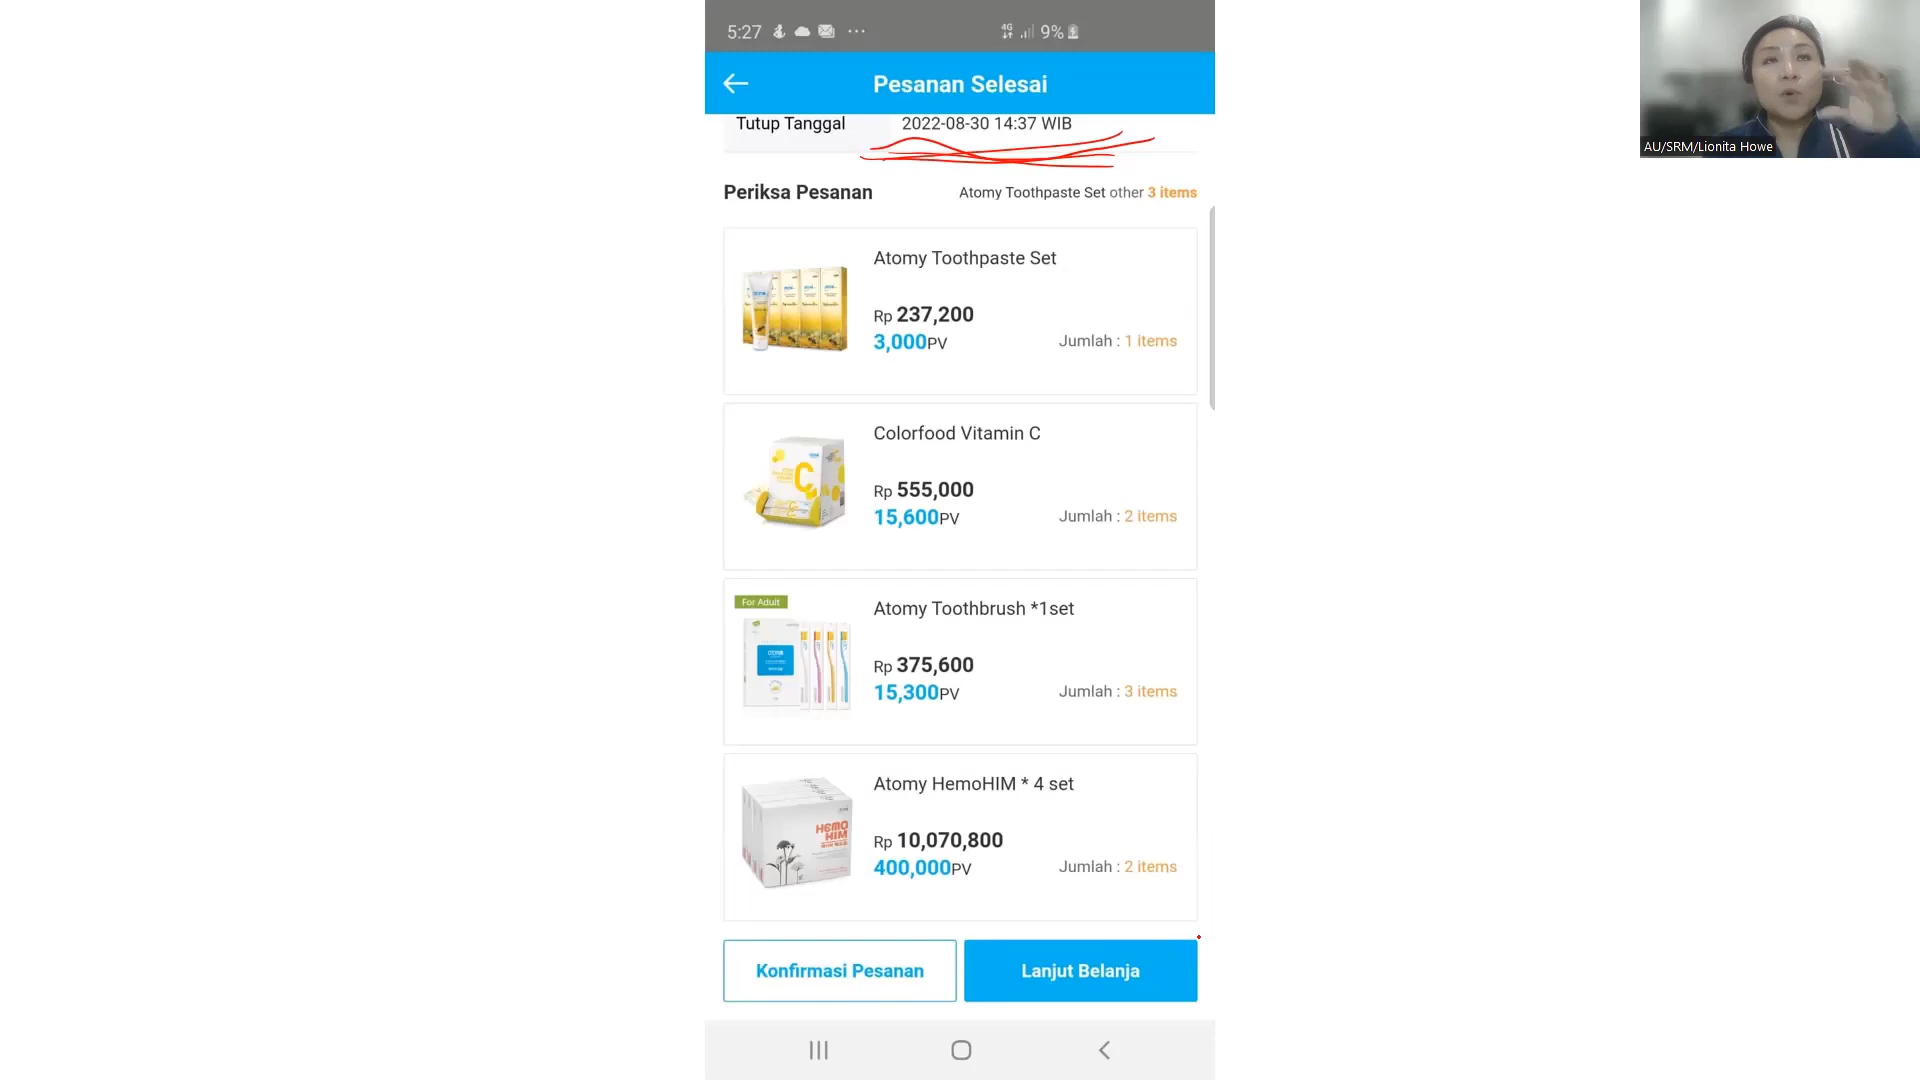 5:27
4G 9%
Pesanan Selesai
Tutup Tanggal 2022-08-30 14:37 WIB
Periksa Pesanan Atomy Toothpaste Set other 3 items
Atomy Toothpaste Set
Rp 237,200
3,000PV Jumlah : 1 items
Colorfood Vitamin C
C
Rp 555,000
15,600PV Jumlah : 2 items
For Adult
Atomy Toothbrush *1set
Rp 375,600
15,300PV Jumlah : 3 items
Atomy HemoHIM * 4 set
HEMO
HIM
Rp 10,070,800
400,000PV Jumlah : 2 items
Konfirmasi Pesanan Lanjut Belanja
AU/SRM/Lionita Howe